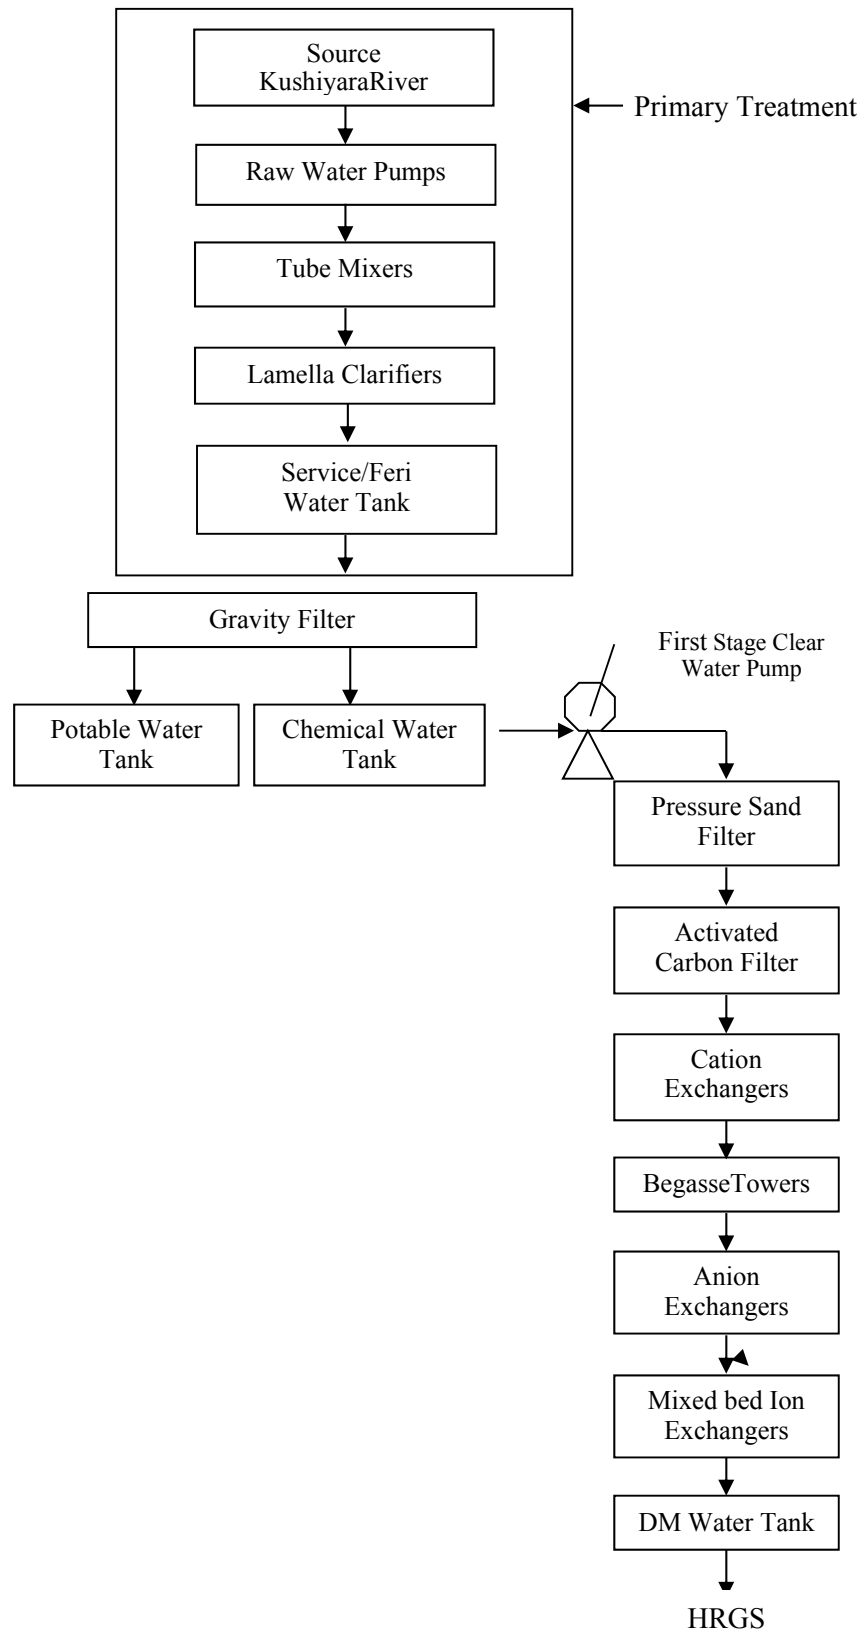 Source
KushiyaraRiver
Primary Treatment
Raw Water Pumps
Tube Mixers
Lamella Clarifiers
Service/Feri
Water Tank
Gravity Filter
First Stage Clear
Water Pump
Potable Water
Tank
Chemical Water
Tank
Pressure Sand
Filter
Activated
Carbon Filter
Cation
Exchangers
BegasseTowers
Anion
Exchangers
Mixed bed Ion
Exchangers
DM Water Tank
HRGS